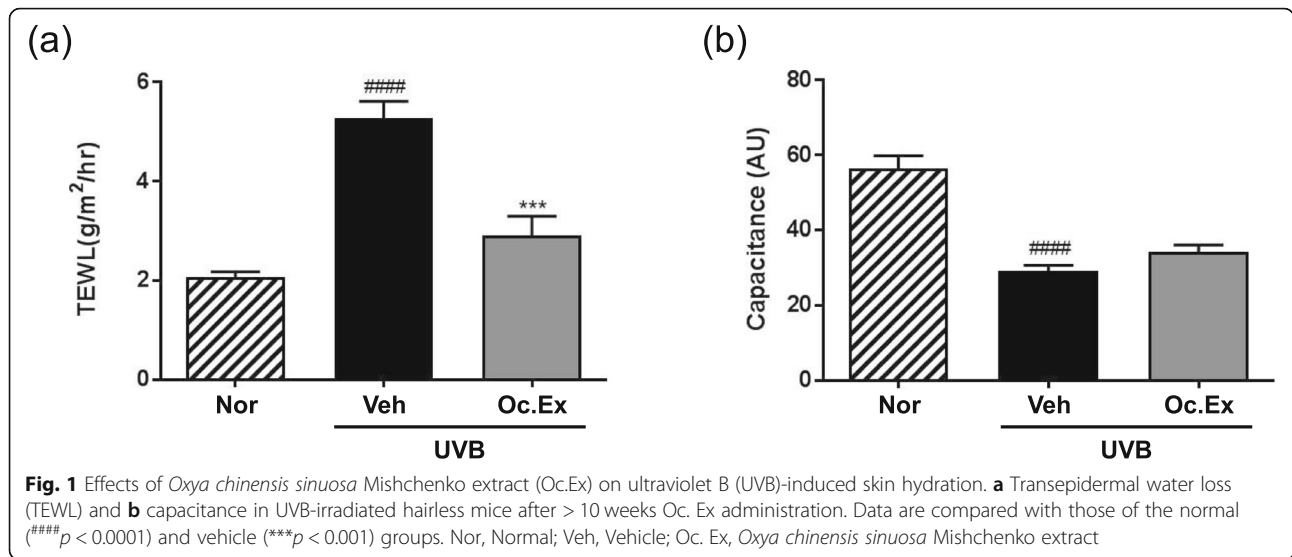 (a)
TEWL(g/m²/hr)
6
4
2
0
####
***
Nor Veh Oc.Ex
UVB
(b)
Capacitance (AU)
80
60
40
20
0
####
Nor Veh Oc.Ex
UVB
Fig. 1 Effects of Oxya chinensis sinuosa Mishchenko extract (Oc.Ex) on ultraviolet B (UVB)-induced skin hydration. a Transepidermal water loss
(TEWL) and b capacitance in UVB-irradiated hairless mice after > 10 weeks Oc. Ex administration. Data are compared with those of the normal
(####p < 0.0001) and vehicle (***p < 0.001) groups. Nor, Normal; Veh, Vehicle; Oc. Ex, Oxya chinensis sinuosa Mishchenko extract